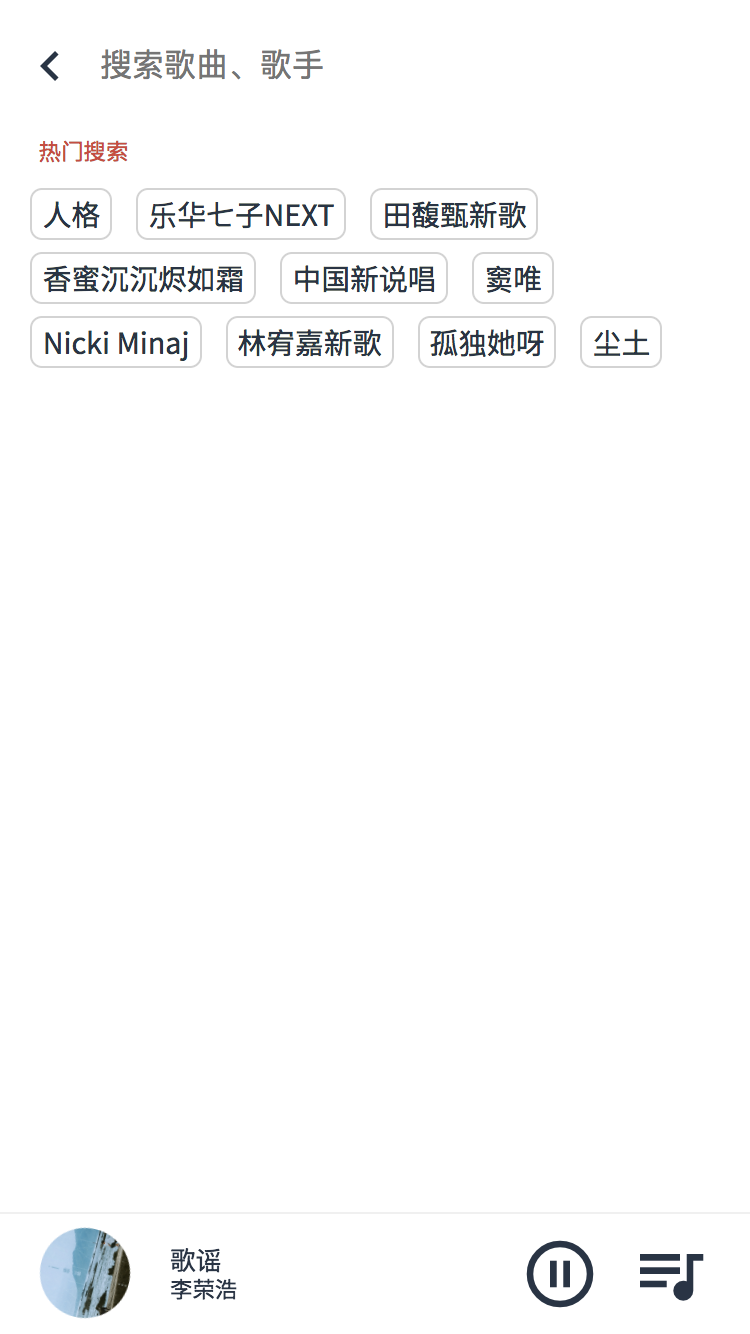 搜索歌曲、歌手
热门搜索
人格 乐华七子NEXT 田馥甄新歌
香蜜沉沉烬如霜 中国新说唱 窦唯
Nicki Minaj 林宥嘉新歌 孤独她呀 尘土
歌谣
李荣浩